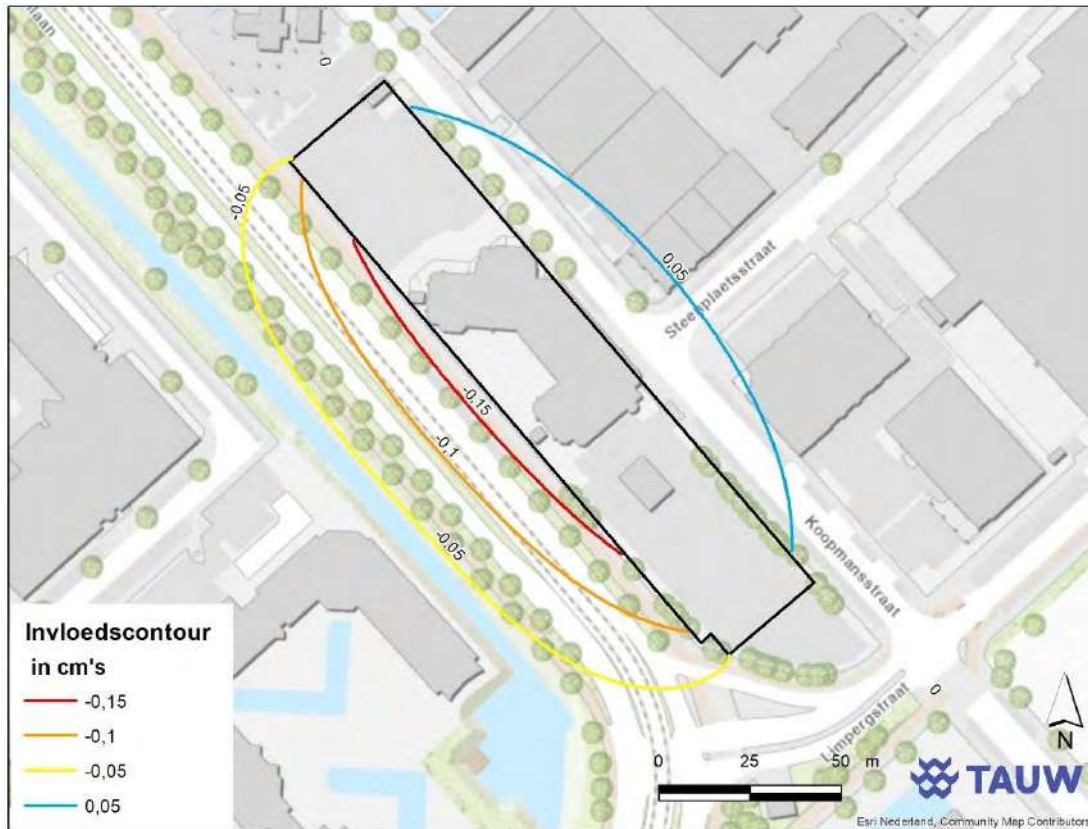 laan
0
-0,05
0,05
Steenplaetsstraat
-0,15
-0,1
-0,05
Koopmansstraat
Limpergstraat
0
Invloedscontour
in cm's
-0,15
-0,1
-0,05
0,05
0 25 50 m
N
TAUW
Esri Nederland, Community Map Contributors